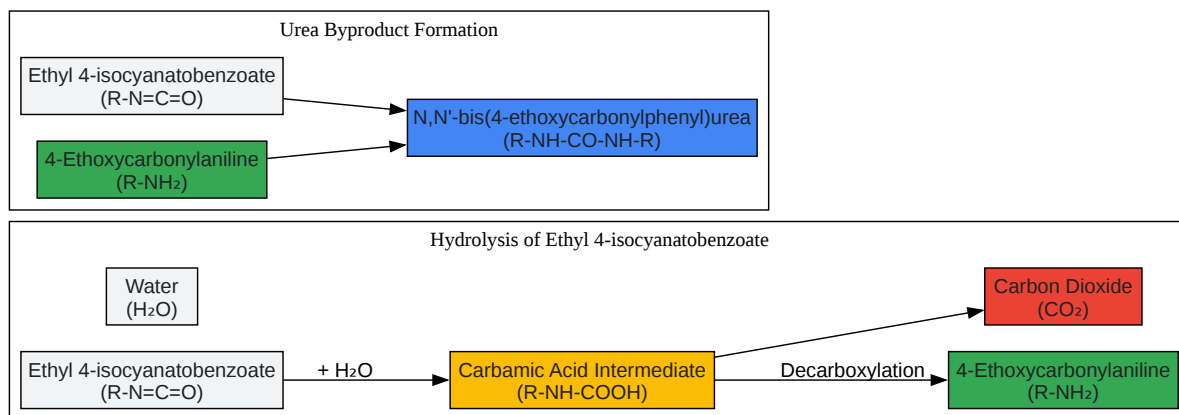 Urea Byproduct Formation
Ethyl 4-isocyanatobenzoate
(R-N=C=O)
N,N'-bis(4-ethoxycarbonylphenyl)urea
(R-NH-CO-NH-R)
4-Ethoxycarbonylaniline
(R-NH₂)
Hydrolysis of Ethyl 4-isocyanatobenzoate
Water
(H₂O)
Carbon Dioxide
(CO₂)
Ethyl 4-isocyanatobenzoate
(R-N=C=O)
+ H₂O
Carbamic Acid Intermediate
(R-NH-COOH)
Decarboxylation
4-Ethoxycarbonylaniline
(R-NH₂)